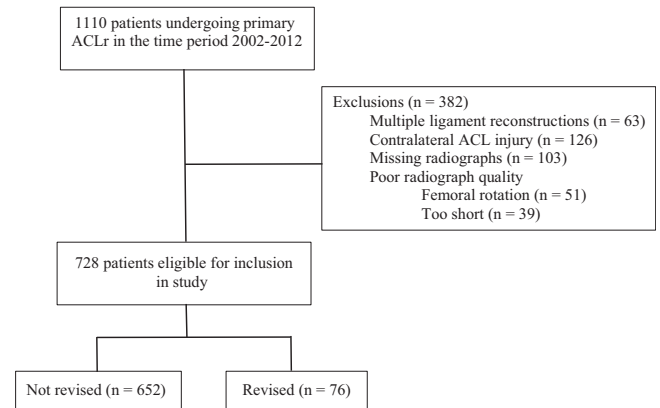 1110 patients undergoing primary
ACLr in the time period 2002-2012
Exclusions (n = 382)
Multiple ligament reconstructions (n = 63)
Contralateral ACL injury (n = 126)
Missing radiographs (n = 103)
Poor radiograph quality
Femoral rotation (n = 51)
Too short (n = 39)
728 patients eligible for inclusion
in study
Not revised (n = 652)
Revised (n = 76)